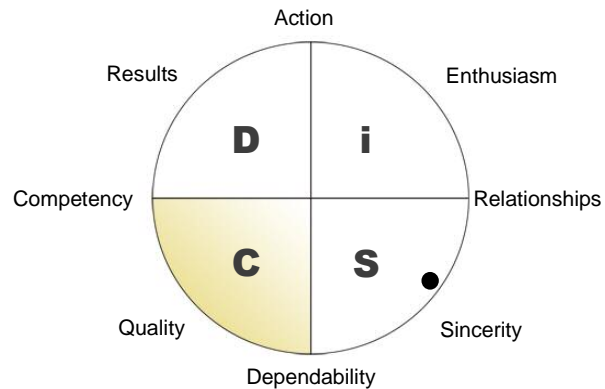 Action
Results
Enthusiasm
D
i
Competency
Relationships
C
S
Quality
Sincerity
Dependability